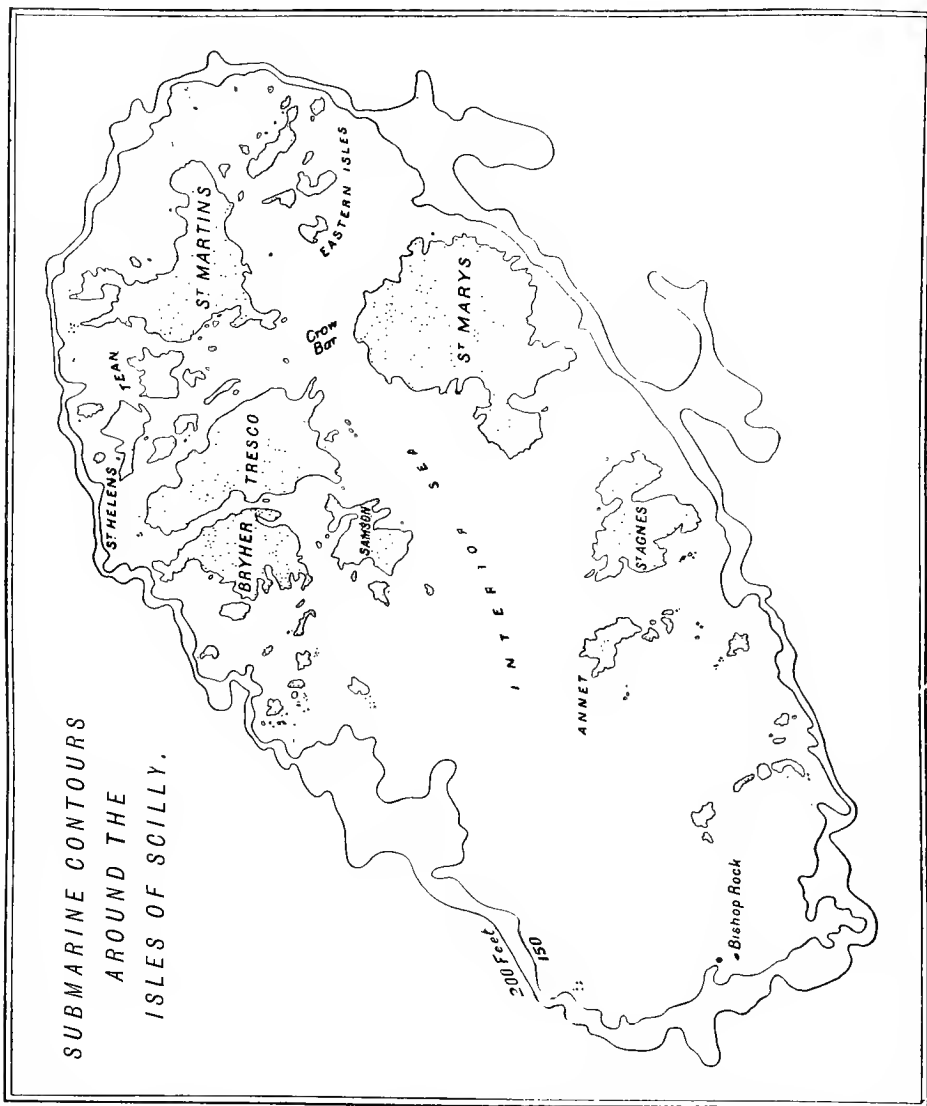 SUBMARINE CONTOURS
AROUND THE
ISLES OF SCILLY.
ST HELENS
TEAN
ST MARTINS
EASTERN ISLES
BRYHER
TRESCO
Crow
Bar
SAMSON
ST MARYS
INTERIOR SEA
ST AGNES
ANNET
200 Feet
150
Bishop Rock